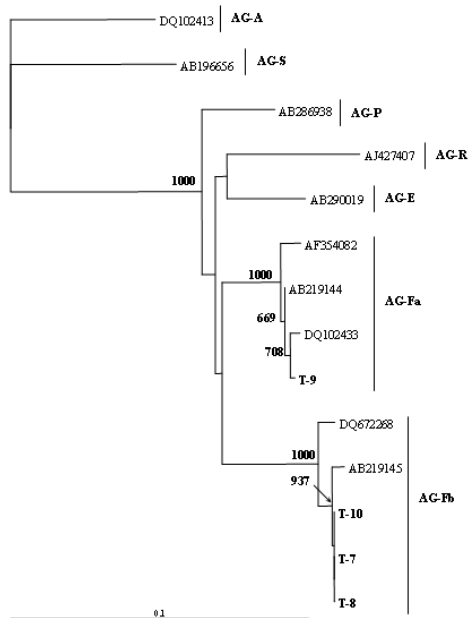 DQ102413 AG-A
AB196656 AG-S
AB286938 AG-P
1000
AJ427407 AG-R
AB290019 AG-E
AF354082
1000
AB219144
AG-Fa
669
DQ102433
708
T-9
DQ672268
1000
AB219145
937
AG-Fb
T-10
T-7
T-8
0.1